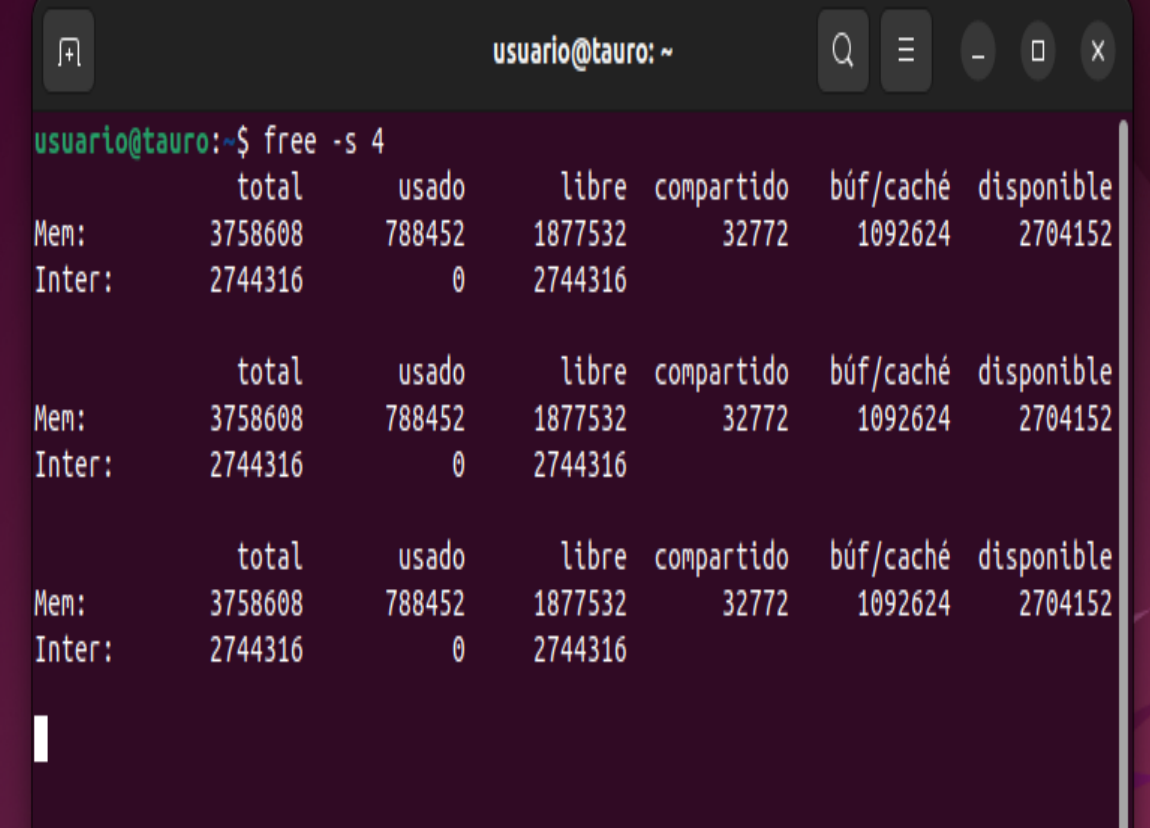 usuario@tauro: ~
usuario@tauro:~$ free -s 4
total usado libre compartido búf/caché disponible
Mem: 3758608 788452 1877532 32772 1092624 2704152
Inter: 2744316 0 2744316
total usado libre compartido búf/caché disponible
Mem: 3758608 788452 1877532 32772 1092624 2704152
Inter: 2744316 0 2744316
total usado libre compartido búf/caché disponible
Mem: 3758608 788452 1877532 32772 1092624 2704152
Inter: 2744316 0 2744316